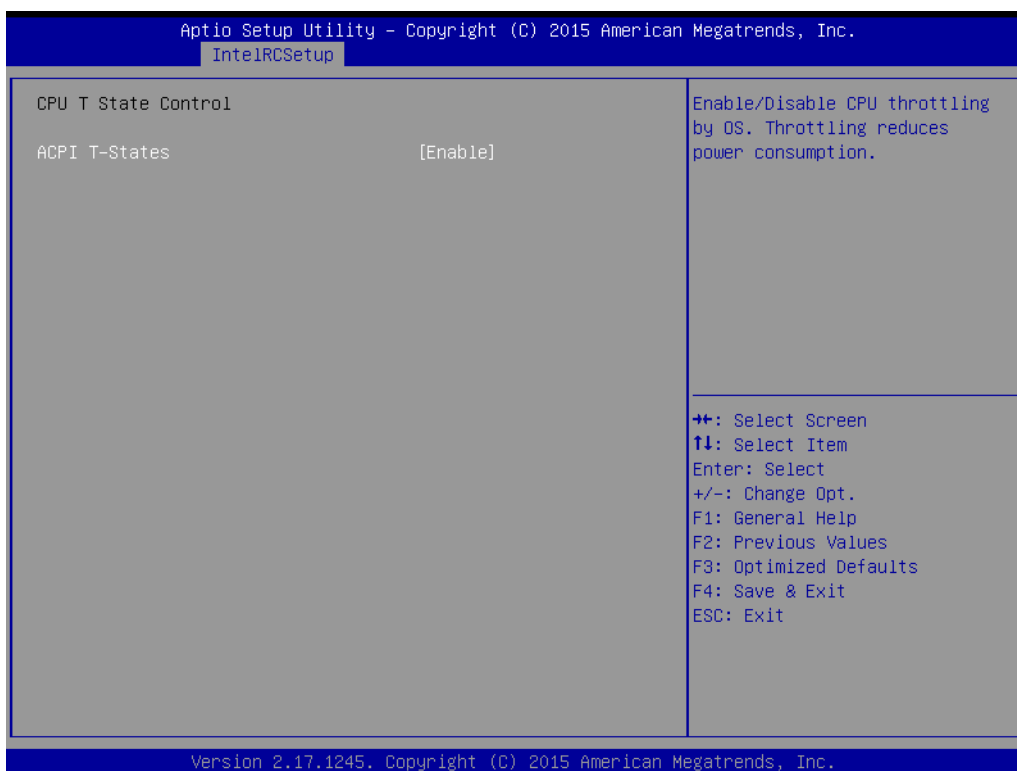 Aptio Setup Utility – Copyright (C) 2015 American Megatrends, Inc.
IntelRCSetup
CPU T State Control
ACPI T-States [Enable]
Enable/Disable CPU throttling
by OS. Throttling reduces
power consumption.
→←: Select Screen
↑↓: Select Item
Enter: Select
+/-: Change Opt.
F1: General Help
F2: Previous Values
F3: Optimized Defaults
F4: Save & Exit
ESC: Exit
Version 2.17.1245. Copyright (C) 2015 American Megatrends, Inc.